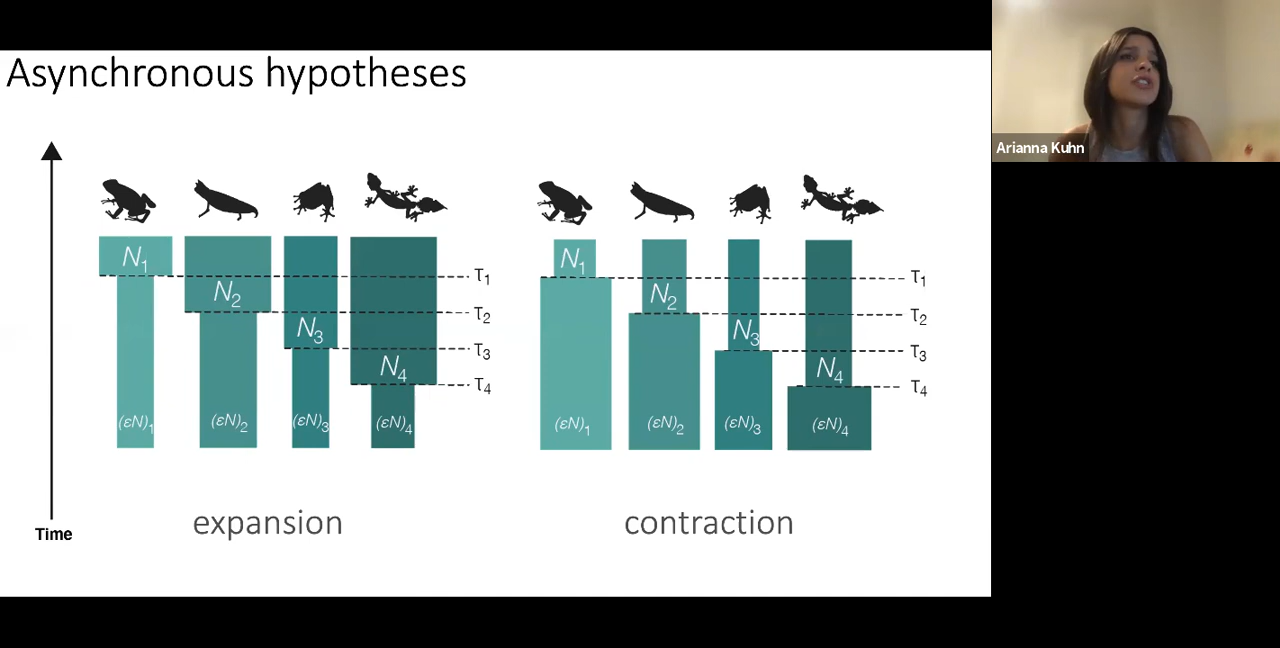 Asynchronous hypotheses
Arianna Kuhn
N1
N2
N3
N4
T1
T2
T3
T4
(εN)1
(εN)2
(εN)3
(εN)4
expansion
N1
N2
N3
N4
T1
T2
T3
T4
(εN)1
(εN)2
(εN)3
(εN)4
contraction
Time